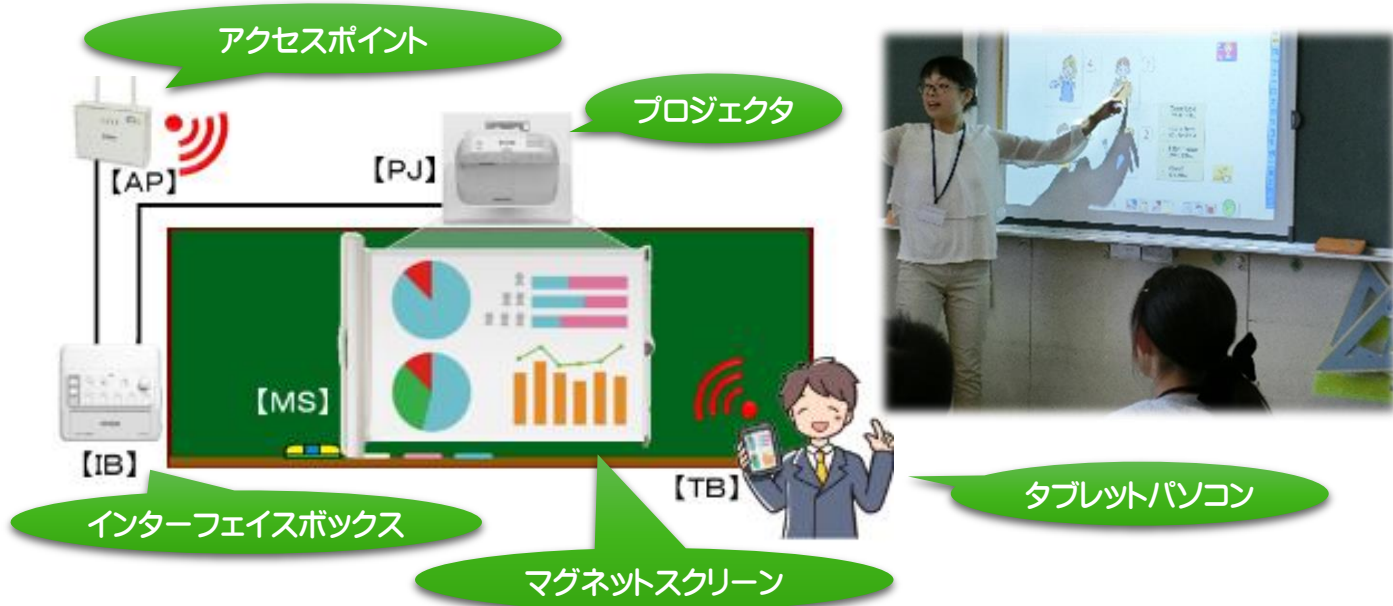 アクセスポイント
プロジェクタ
【AP】
【PJ】
【MS】
【IB】
【TB】
タブレットパソコン
インターフェイスボックス
マグネットスクリーン